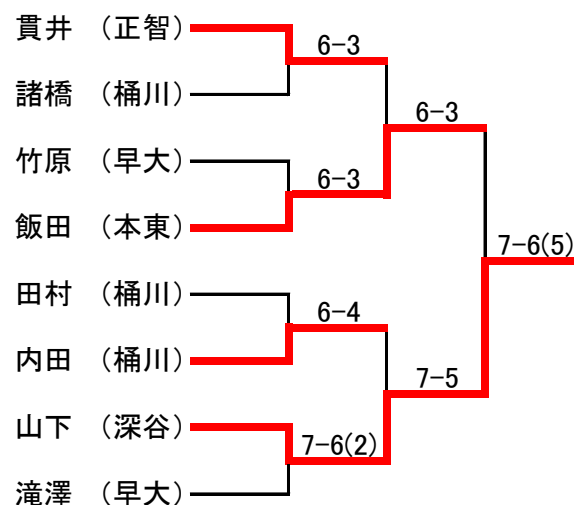 貫井 （正智）
6-3
諸橋 （桶川）
6-3
竹原 （早大）
6-3
飯田 （本東）
7-6(5)
田村 （桶川）
6-4
内田 （桶川）
7-5
山下 （深谷）
7-6(2)
滝澤 （早大）